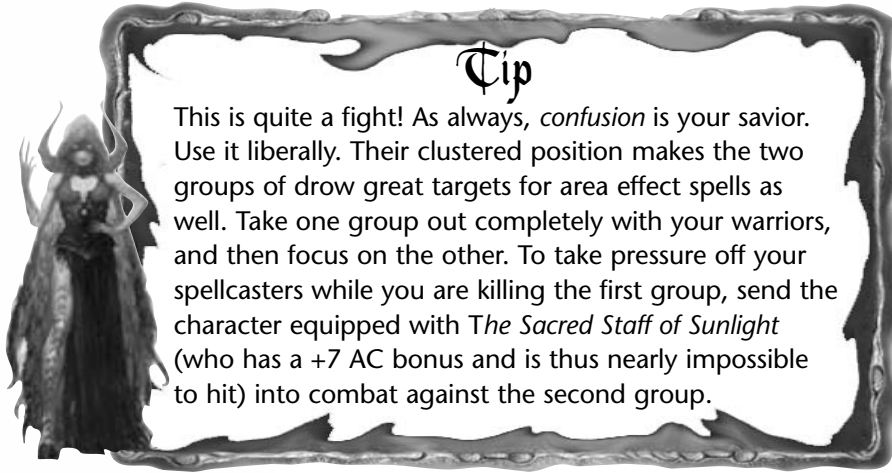 Tip
This is quite a fight! As always, confusion is your savior.
Use it liberally. Their clustered position makes the two
groups of drow great targets for area effect spells as
well. Take one group out completely with your warriors,
and then focus on the other. To take pressure off your
spellcasters while you are killing the first group, send the
character equipped with The Sacred Staff of Sunlight
(who has a +7 AC bonus and is thus nearly impossible
to hit) into combat against the second group.